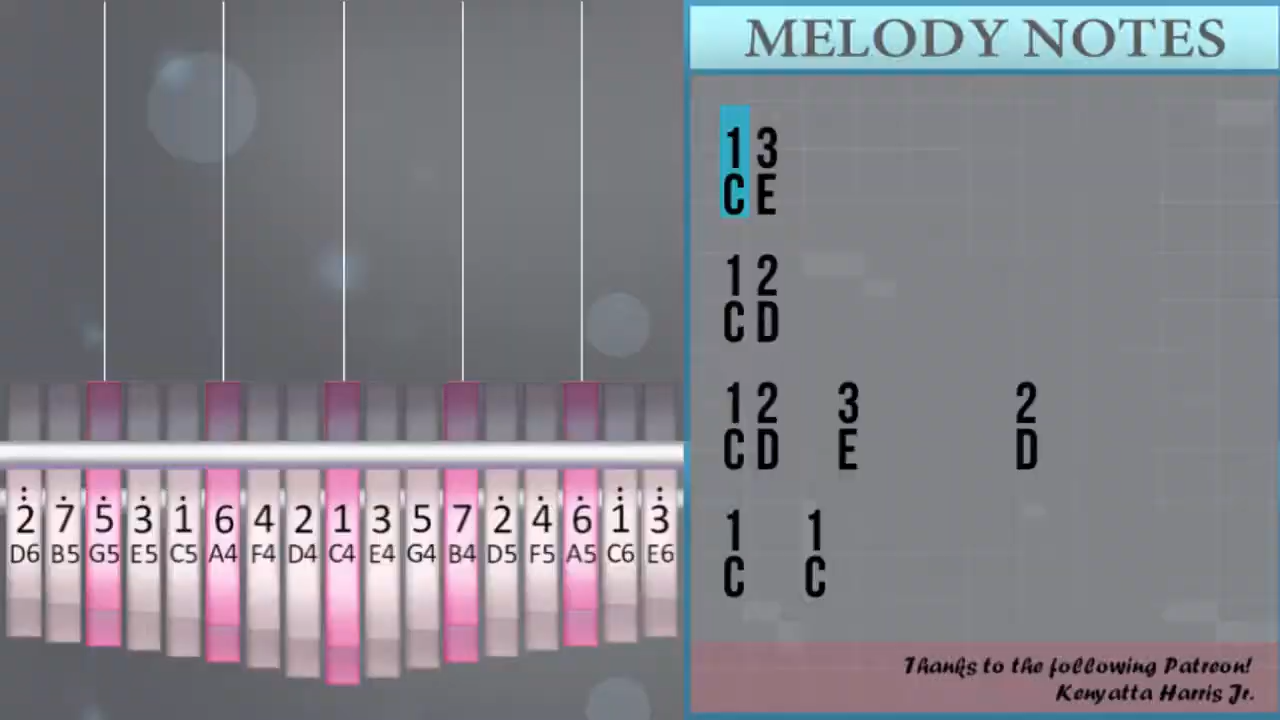 MELODY NOTES
1 3
C E
1 2
C D
1 2 3 2
C D E D
1 1
C C
2̈ 7̇ 5̇ 3̇ 1̇ 6 4 2 1 3 5 7 2̇ 4̇ 6̇ 1̈ 3̈
D6 B5 G5 E5 C5 A4 F4 D4 C4 E4 G4 B4 D5 F5 A5 C6 E6
Thanks to the following Patreon!
Kenyatta Harris Jr.